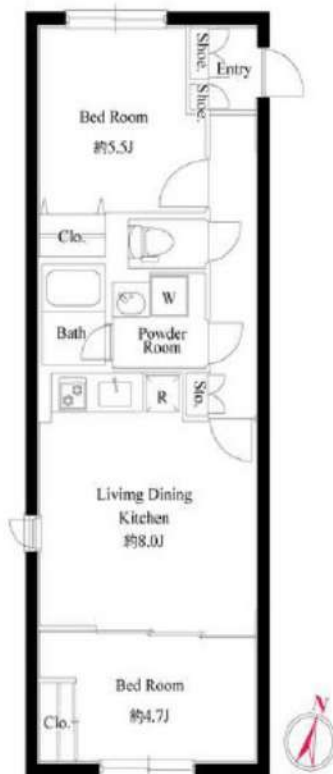 Shoe.
Entry
Shoe.
Bed Room
約5.5J
Clo.
W
Bath
Powder
Room
R
Sto.
Livimg Dining
Kitchen
約8.0J
Bed Room
約4.7J
Clo.
N